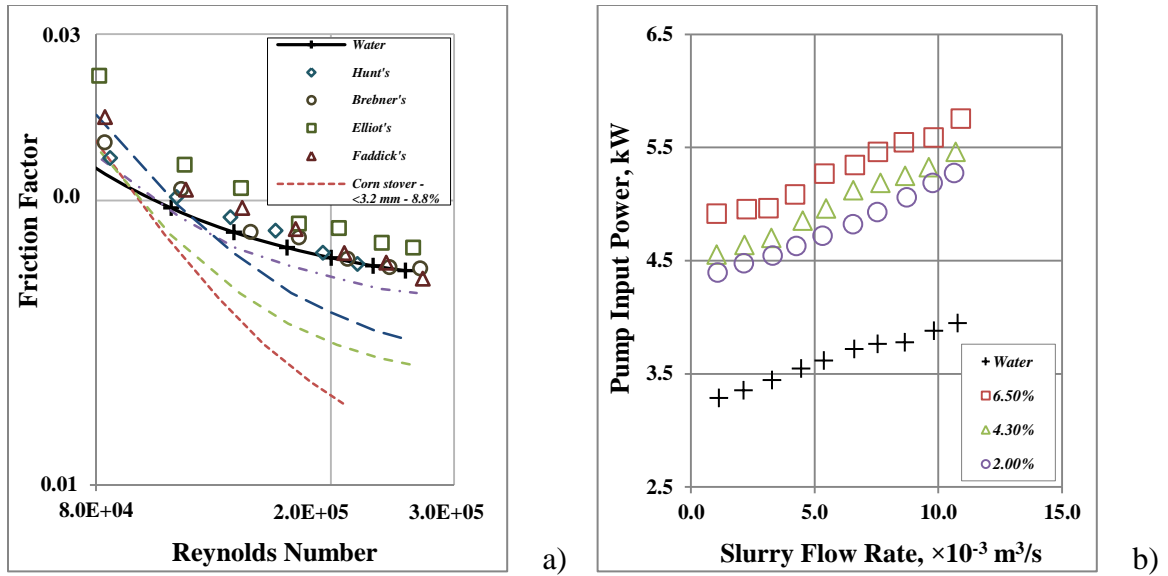 0.03
0.0
0.01
Friction Factor
8.0E+04
2.0E+05
3.0E+05
Reynolds Number
Water
Hunt's
Brebner's
Elliot's
Faddick's
Corn stover -
<3.2 mm - 8.8%
a)
6.5
5.5
4.5
3.5
2.5
Pump Input Power, kW
0.0
5.0
10.0
15.0
Slurry Flow Rate, ×10⁻³ m³/s
Water
6.50%
4.30%
2.00%
b)